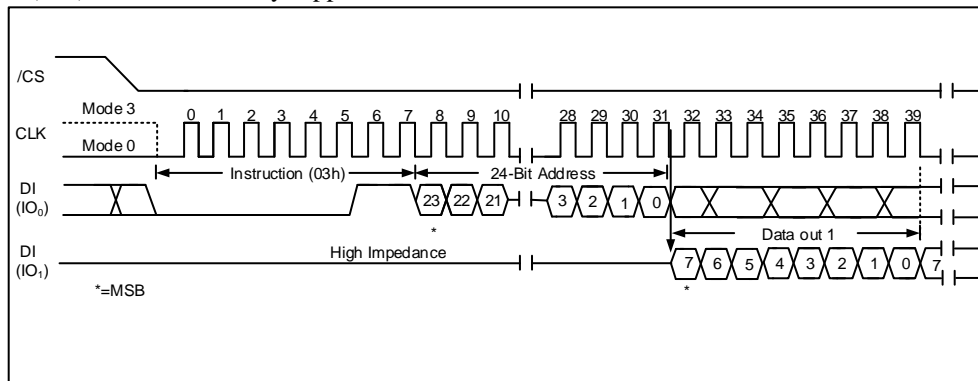 /CS
Mode 3
0 1 2 3 4 5 6 7 8 9 10 28 29 30 31 32 33 34 35 36 37 38 39
CLK
Mode 0
Instruction (03h) 24-Bit Address
DI
(IO0)
23 22 21 3 2 1 0
*
Data out 1
High Impedance
DI
(IO1)
7 6 5 4 3 2 1 0 7
*=MSB
*